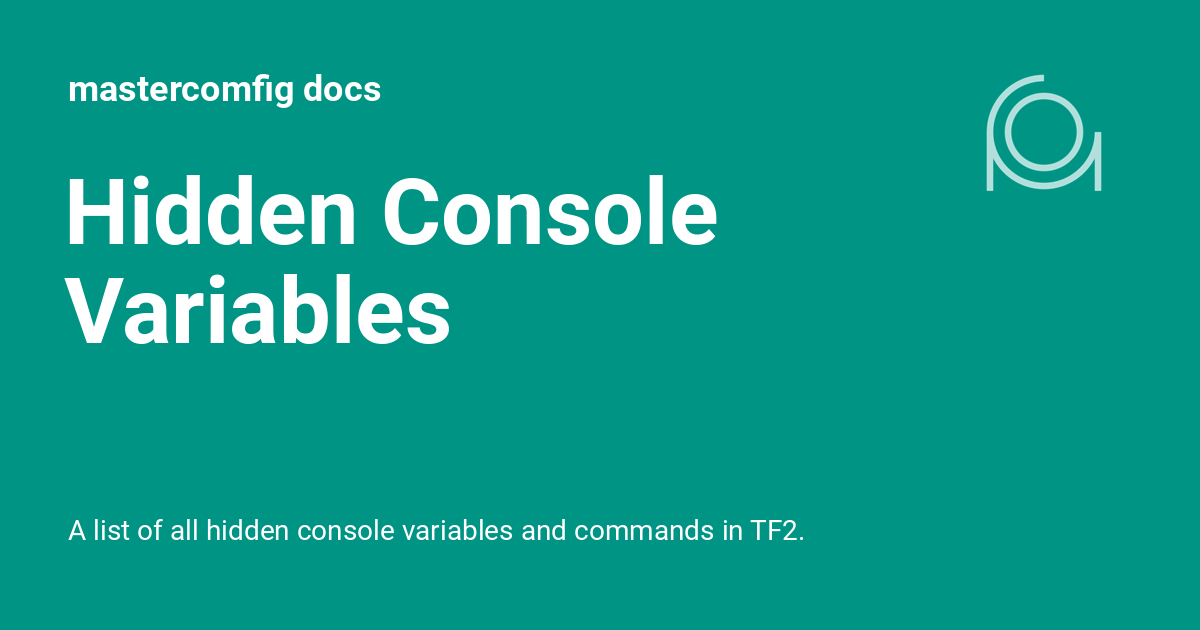 mastercomfig docs
Hidden Console
Variables
A list of all hidden console variables and commands in TF2.